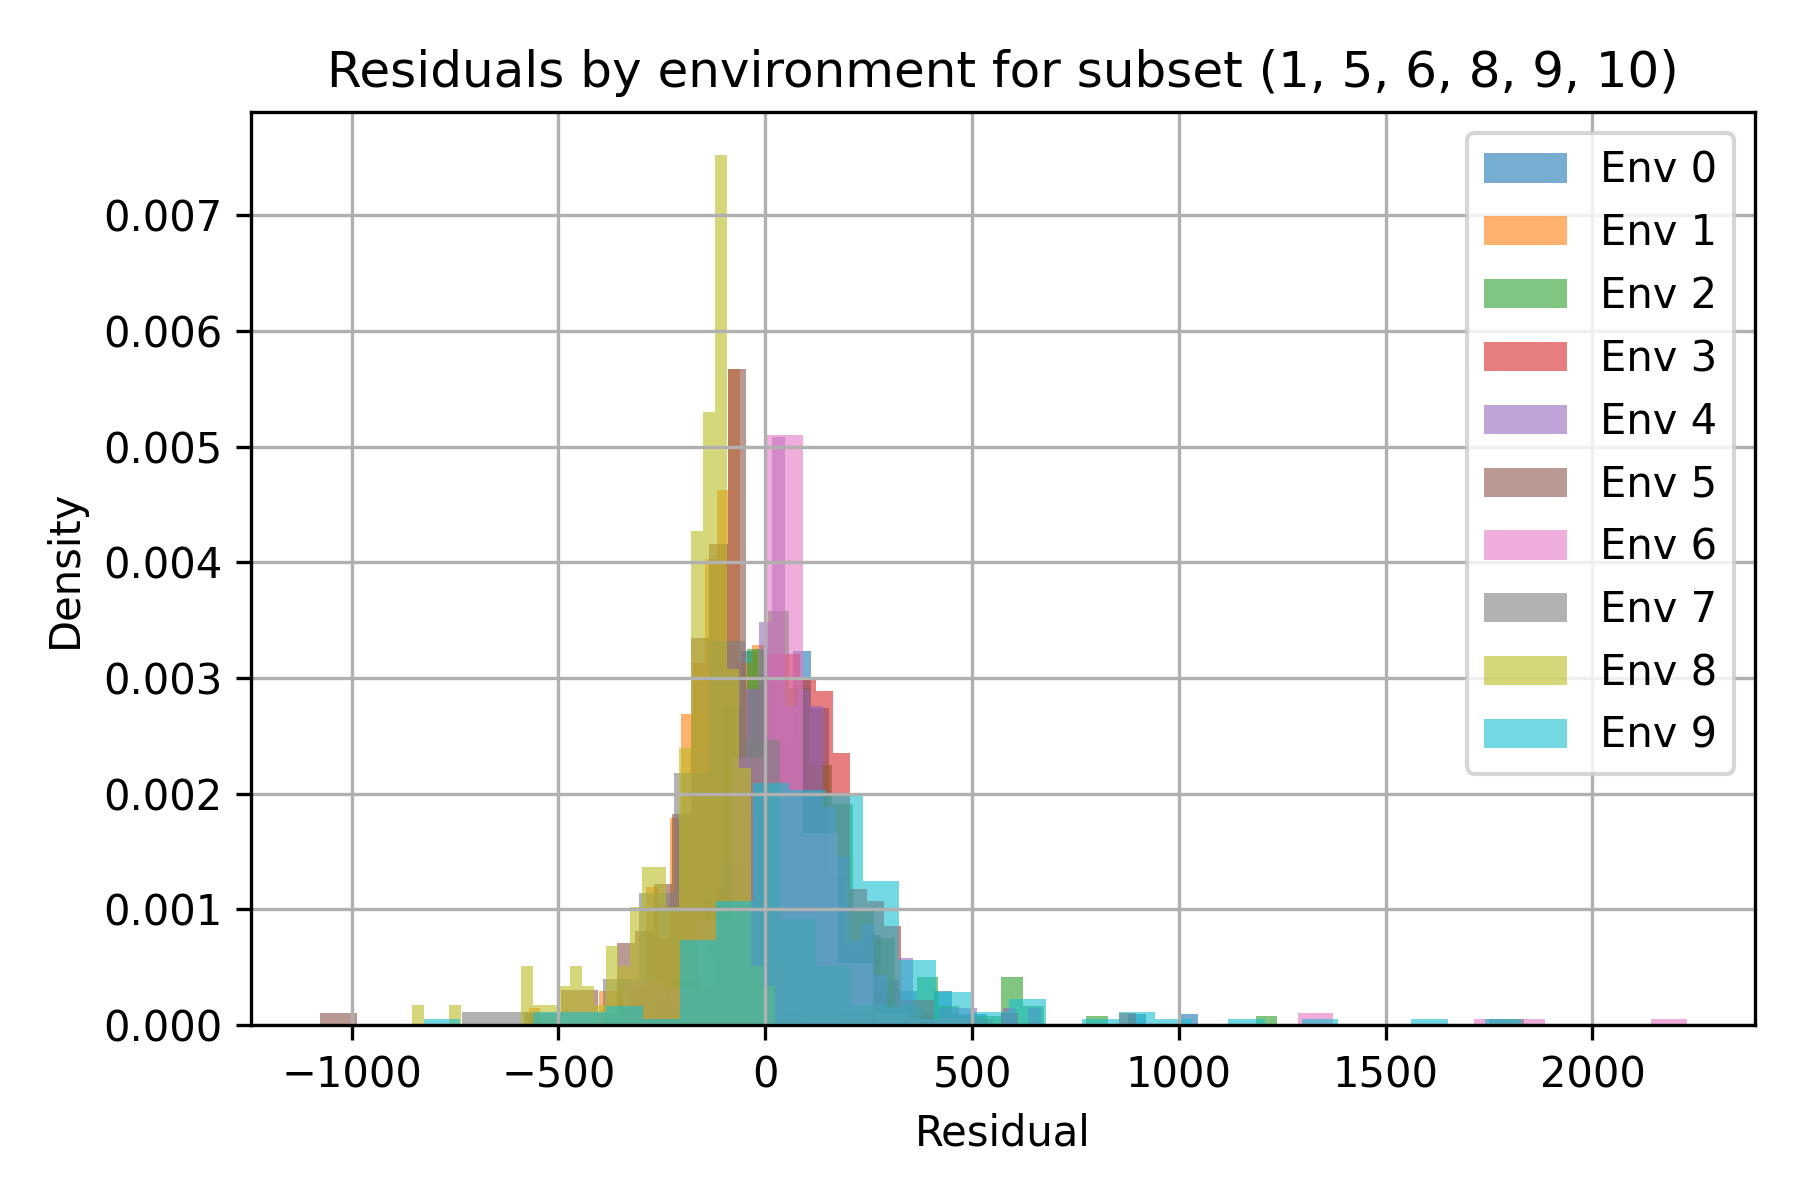 Residuals by environment for subset (1, 5, 6, 8, 9, 10)
Env 0
Env 1
Env 2
Env 3
Env 4
Env 5
Env 6
Env 7
Env 8
Env 9
0.007
0.006
0.005
0.004
0.003
0.002
0.001
0.000
Density
−1000 −500 0 500 1000 1500 2000
Residual